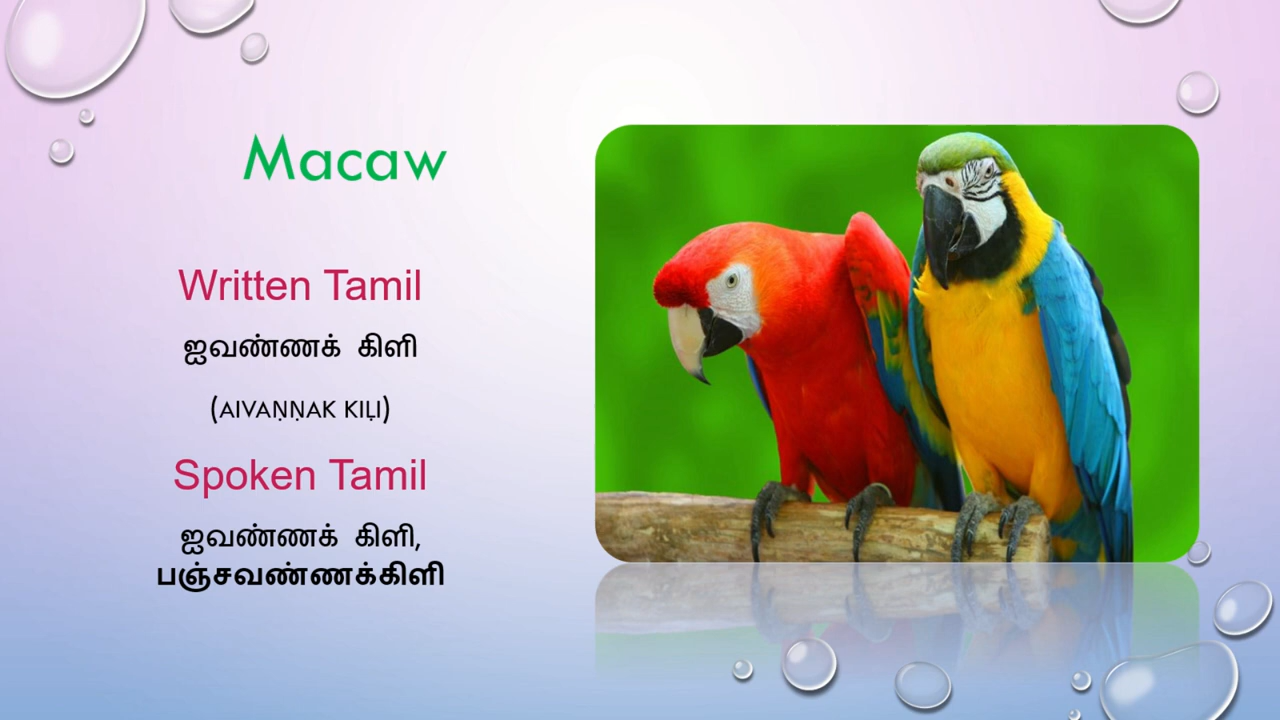 Macaw
Written Tamil
ஐவண்ணக் கிளி
(AIVAṆṆAK KIḶI)
Spoken Tamil
ஐவண்ணக் கிளி,
பஞ்சவண்ணக்கிளி